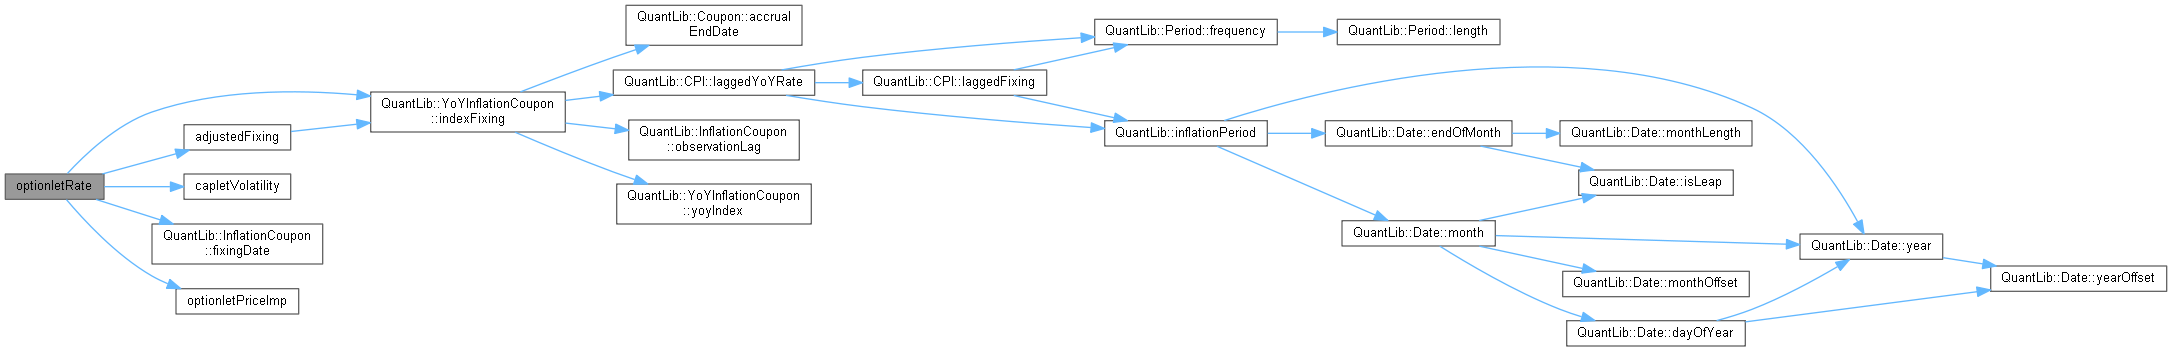 optionletRate
adjustedFixing
capletVolatility
QuantLib::InflationCoupon
::fixingDate
optionletPriceImp
QuantLib::YoYInflationCoupon
::indexFixing
QuantLib::Coupon::accrual
EndDate
QuantLib::CPI::laggedYoYRate
QuantLib::InflationCoupon
::observationLag
QuantLib::YoYInflationCoupon
::yoyIndex
QuantLib::CPI::laggedFixing
QuantLib::Period::frequency
QuantLib::Period::length
QuantLib::inflationPeriod
QuantLib::Date::endOfMonth
QuantLib::Date::monthLength
QuantLib::Date::isLeap
QuantLib::Date::month
QuantLib::Date::year
QuantLib::Date::monthOffset
QuantLib::Date::yearOffset
QuantLib::Date::dayOfYear